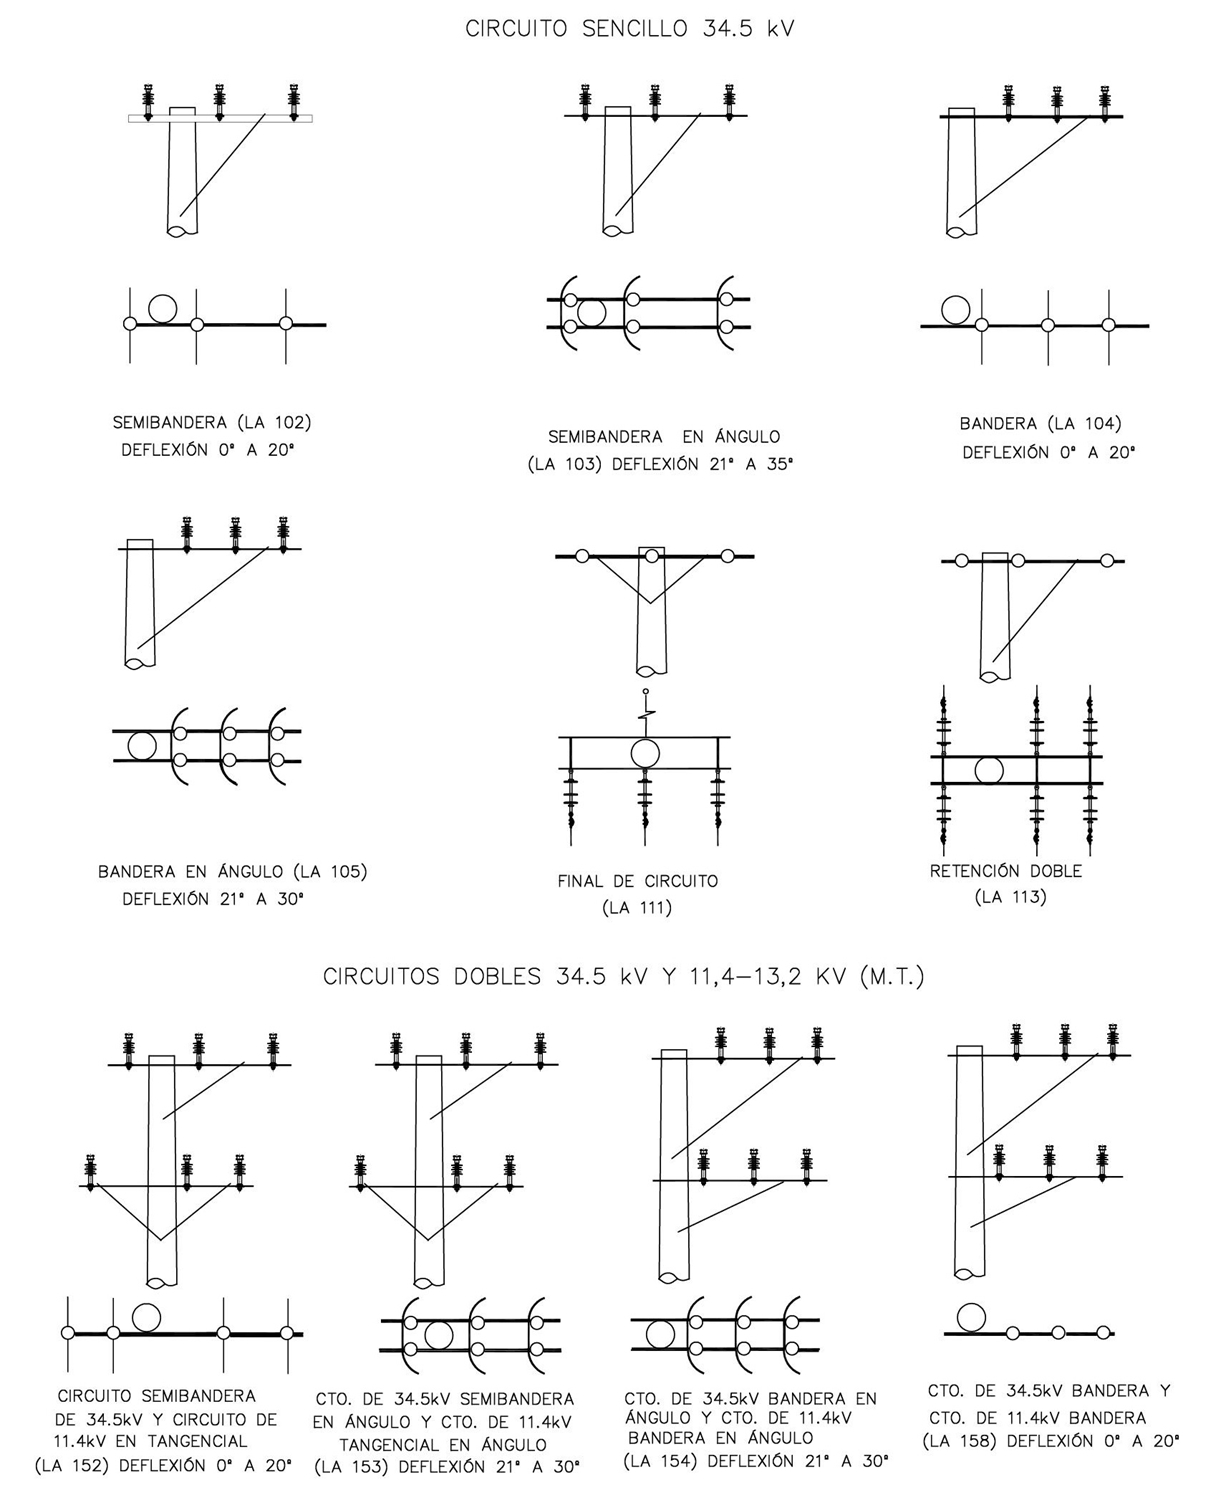 CIRCUITO SENCILLO 34.5 kV
SEMIBANDERA (LA 102)
DEFLEXIÓN 0° A 20°
SEMIBANDERA EN ÁNGULO
(LA 103) DEFLEXIÓN 21° A 35°
BANDERA (LA 104)
DEFLEXIÓN 0° A 20°
BANDERA EN ÁNGULO (LA 105)
DEFLEXIÓN 21° A 30°
FINAL DE CIRCUITO
(LA 111)
RETENCIÓN DOBLE
(LA 113)
CIRCUITOS DOBLES 34.5 kV Y 11,4–13,2 KV (M.T.)
CIRCUITO SEMIBANDERA
DE 34.5kV Y CIRCUITO DE
11.4kV EN TANGENCIAL
(LA 152) DEFLEXIÓN 0° A 20°
CTO. DE 34.5kV SEMIBANDERA
EN ÁNGULO Y CTO. DE 11.4kV
TANGENCIAL EN ÁNGULO
(LA 153) DEFLEXIÓN 21° A 30°
CTO. DE 34.5kV BANDERA EN
ÁNGULO Y CTO. DE 11.4kV
BANDERA EN ÁNGULO
(LA 154) DEFLEXIÓN 21° A 30°
CTO. DE 34.5kV BANDERA Y
CTO. DE 11.4kV BANDERA
(LA 158) DEFLEXIÓN 0° A 20°